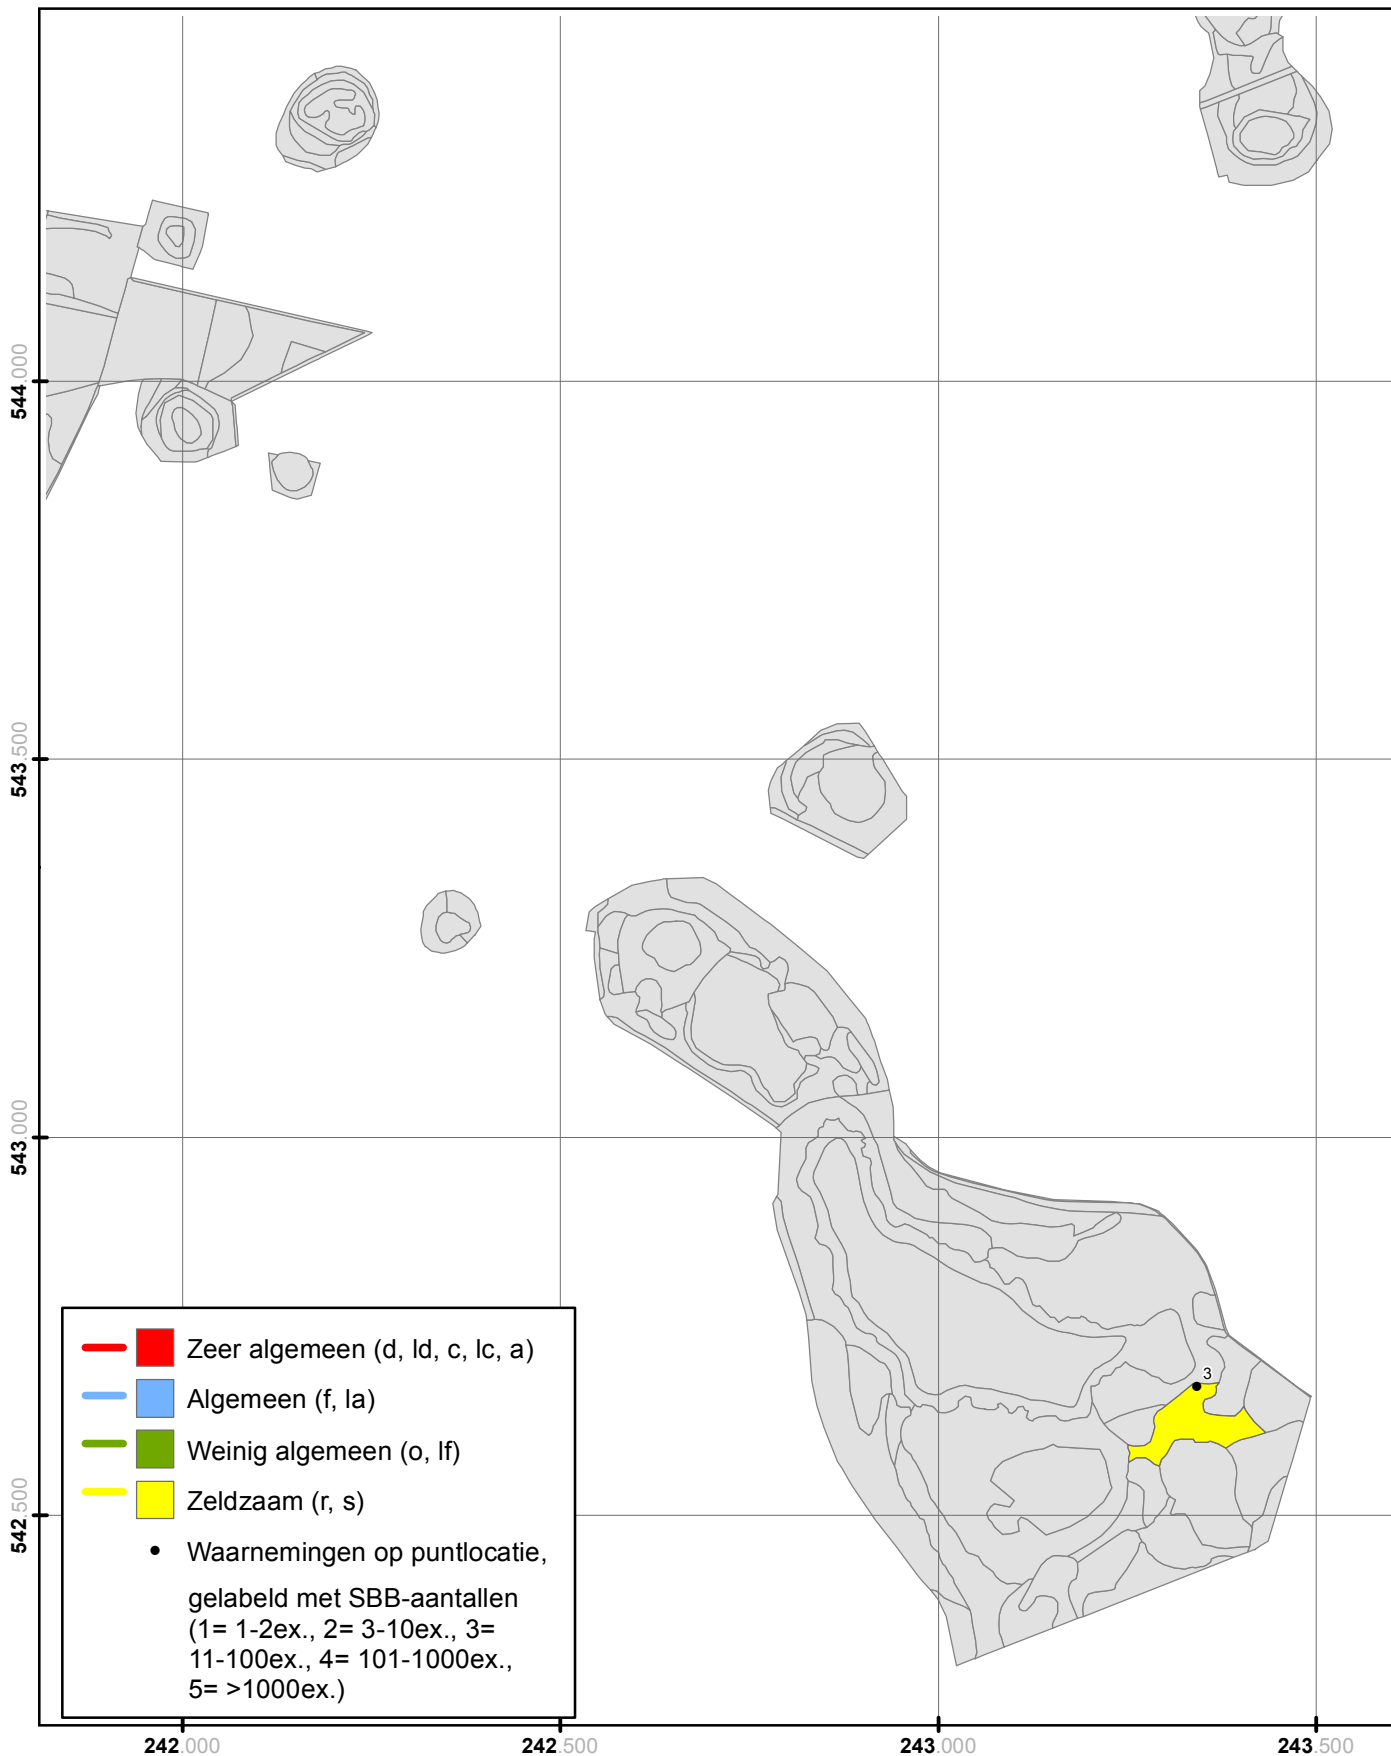 544.000
543.500
543.000
542.500
3
Zeer algemeen (d, ld, c, lc, a)
Algemeen (f, la)
Weinig algemeen (o, lf)
Zeldzaam (r, s)
Waarnemingen op puntlocatie,
gelabeld met SBB-aantallen
(1= 1-2ex., 2= 3-10ex., 3=
11-100ex., 4= 101-1000ex.,
5= >1000ex.)
242.000
242.500
243.000
243.500